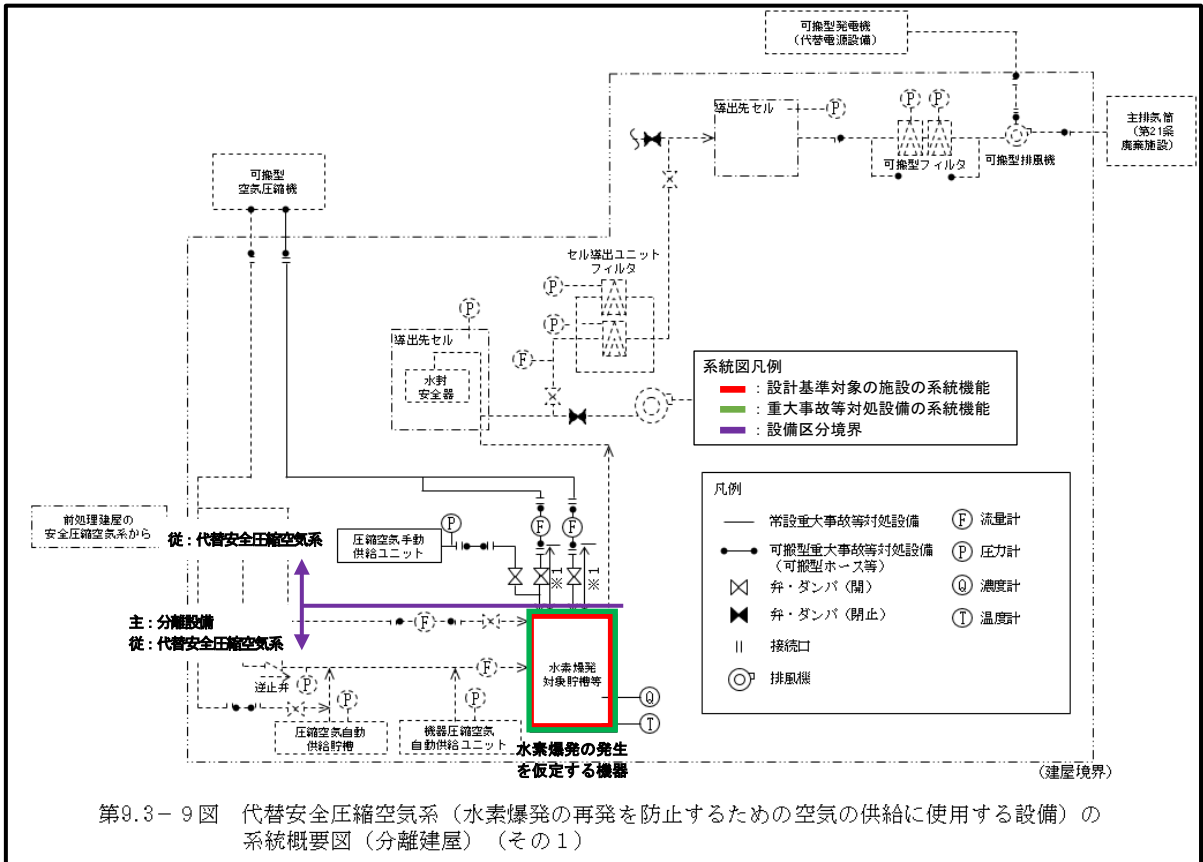 可搬型発電機
(代替電源設備)
導出先セル
P
P
P
主排気筒
(第21条
廃棄施設)
可搬型フィルタ
可搬型排風機
可搬型
空気圧縮機
セル導出ユニット
フィルタ
P
P
P
F
導出先セル
水封
安全器
系統図凡例
:設計基準対象の施設の系統機能
:重大事故等対処設備の系統機能
:設備区分境界
前処理建屋の
安全圧縮空気系から
従:代替安全圧縮空気系
圧縮空気手動
供給ユニット
P
F
F
※1
※1
主:分離設備
従:代替安全圧縮空気系
F
F
逆止弁
P
P
P
圧縮空気自動
供給貯槽
機器圧縮空気
自動供給ユニット
水素爆発
対象貯槽等
Q
T
水素爆発の発生
を仮定する機器
凡例
常設重大事故等対処設備
可搬型重大事故等対処設備
(可搬型ホース等)
弁・ダンパ(開)
弁・ダンパ(閉止)
接続口
排風機
F 流量計
P 圧力計
Q 濃度計
T 温度計
(建屋境界)
第9.3-9図 代替安全圧縮空気系(水素爆発の再発を防止するための空気の供給に使用する設備)の
系統概要図(分離建屋)(その1)